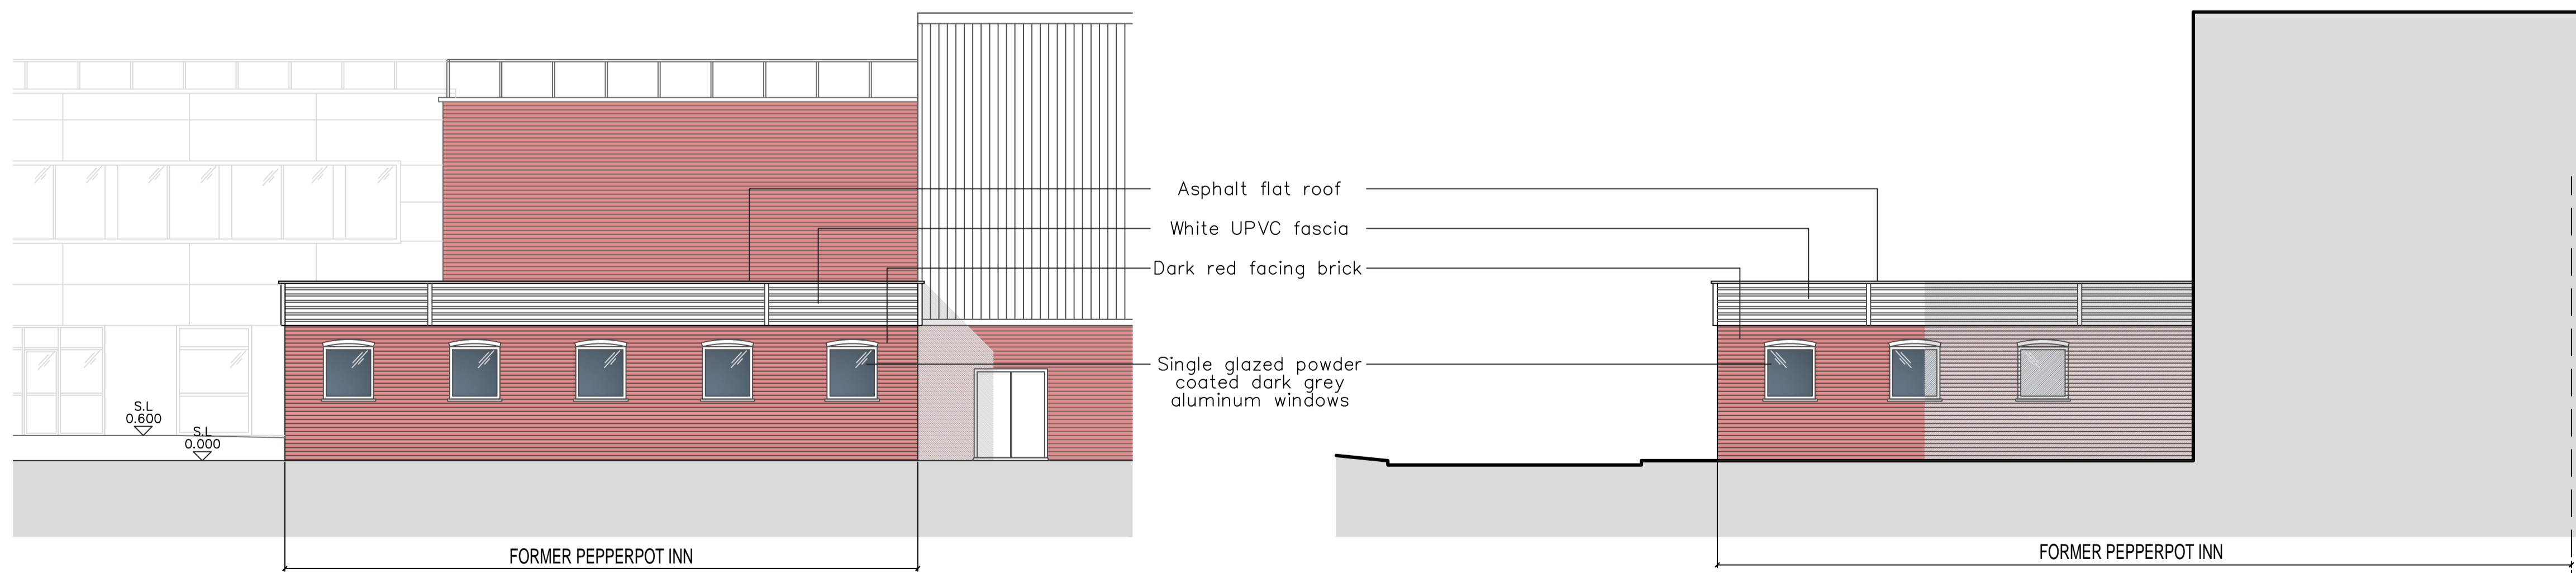 Asphalt flat roof
White UPVC fascia
Dark red facing brick
Single glazed powder
coated dark grey
aluminum windows
S.L
0.600
S.L
0.000
FORMER PEPPERPOT INN
FORMER PEPPERPOT INN